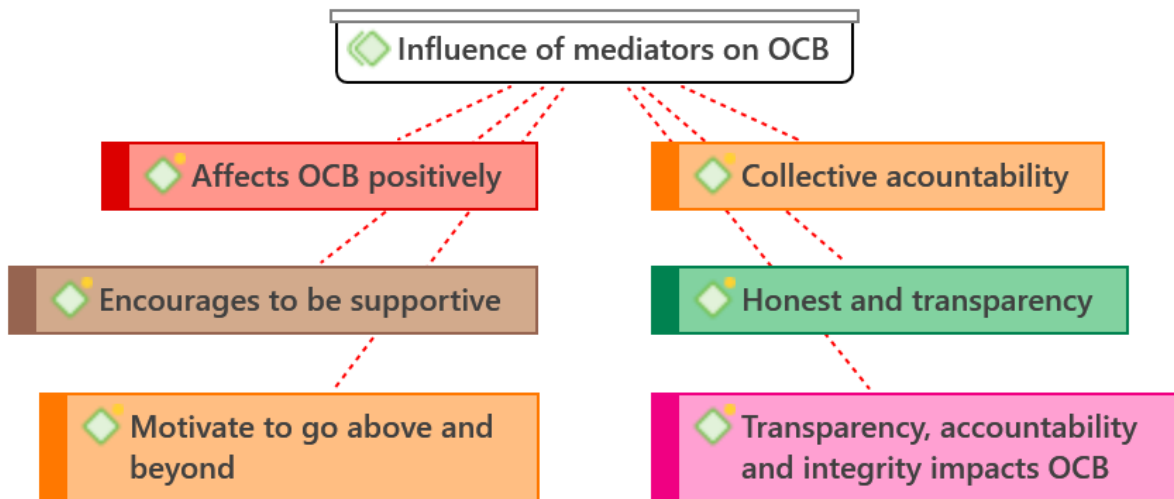 Influence of mediators on OCB
Affects OCB positively
Collective acountability
Encourages to be supportive
Honest and transparency
Motivate to go above and
beyond
Transparency, accountability
and integrity impacts OCB